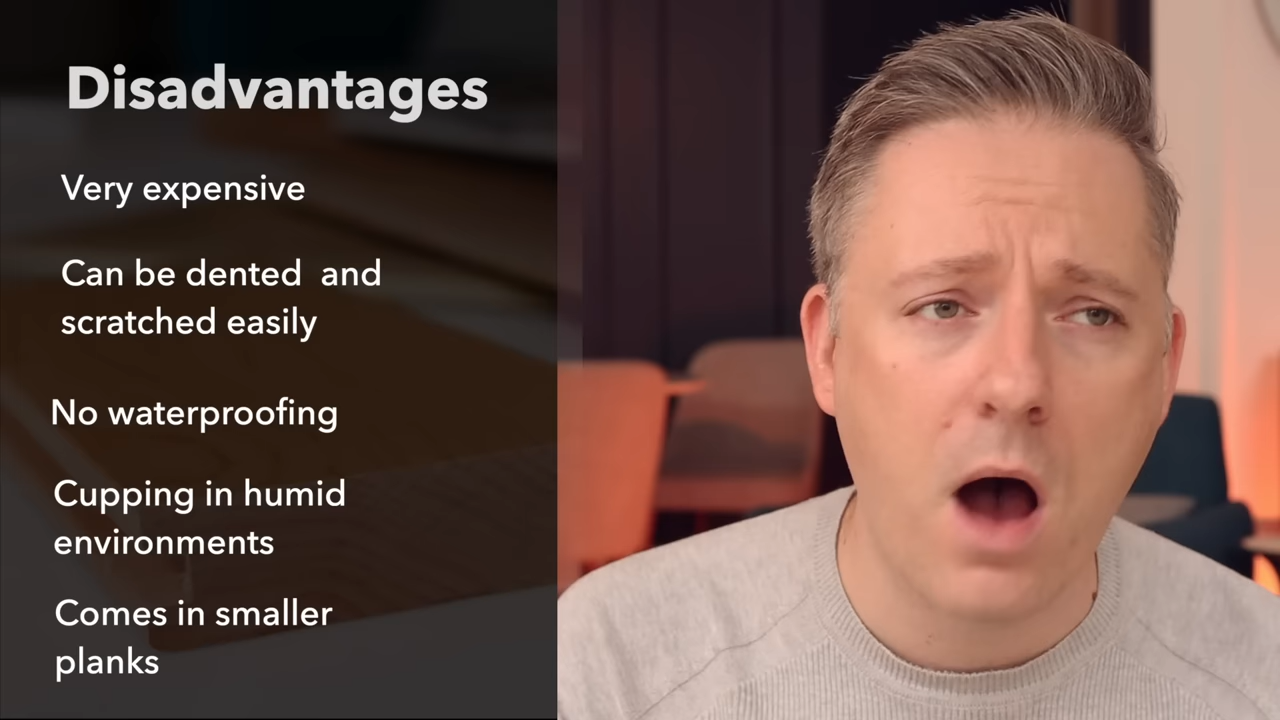 Disadvantages
Very expensive
Can be dented  and
scratched easily
No waterproofing
Cupping in humid
environments
Comes in smaller
planks